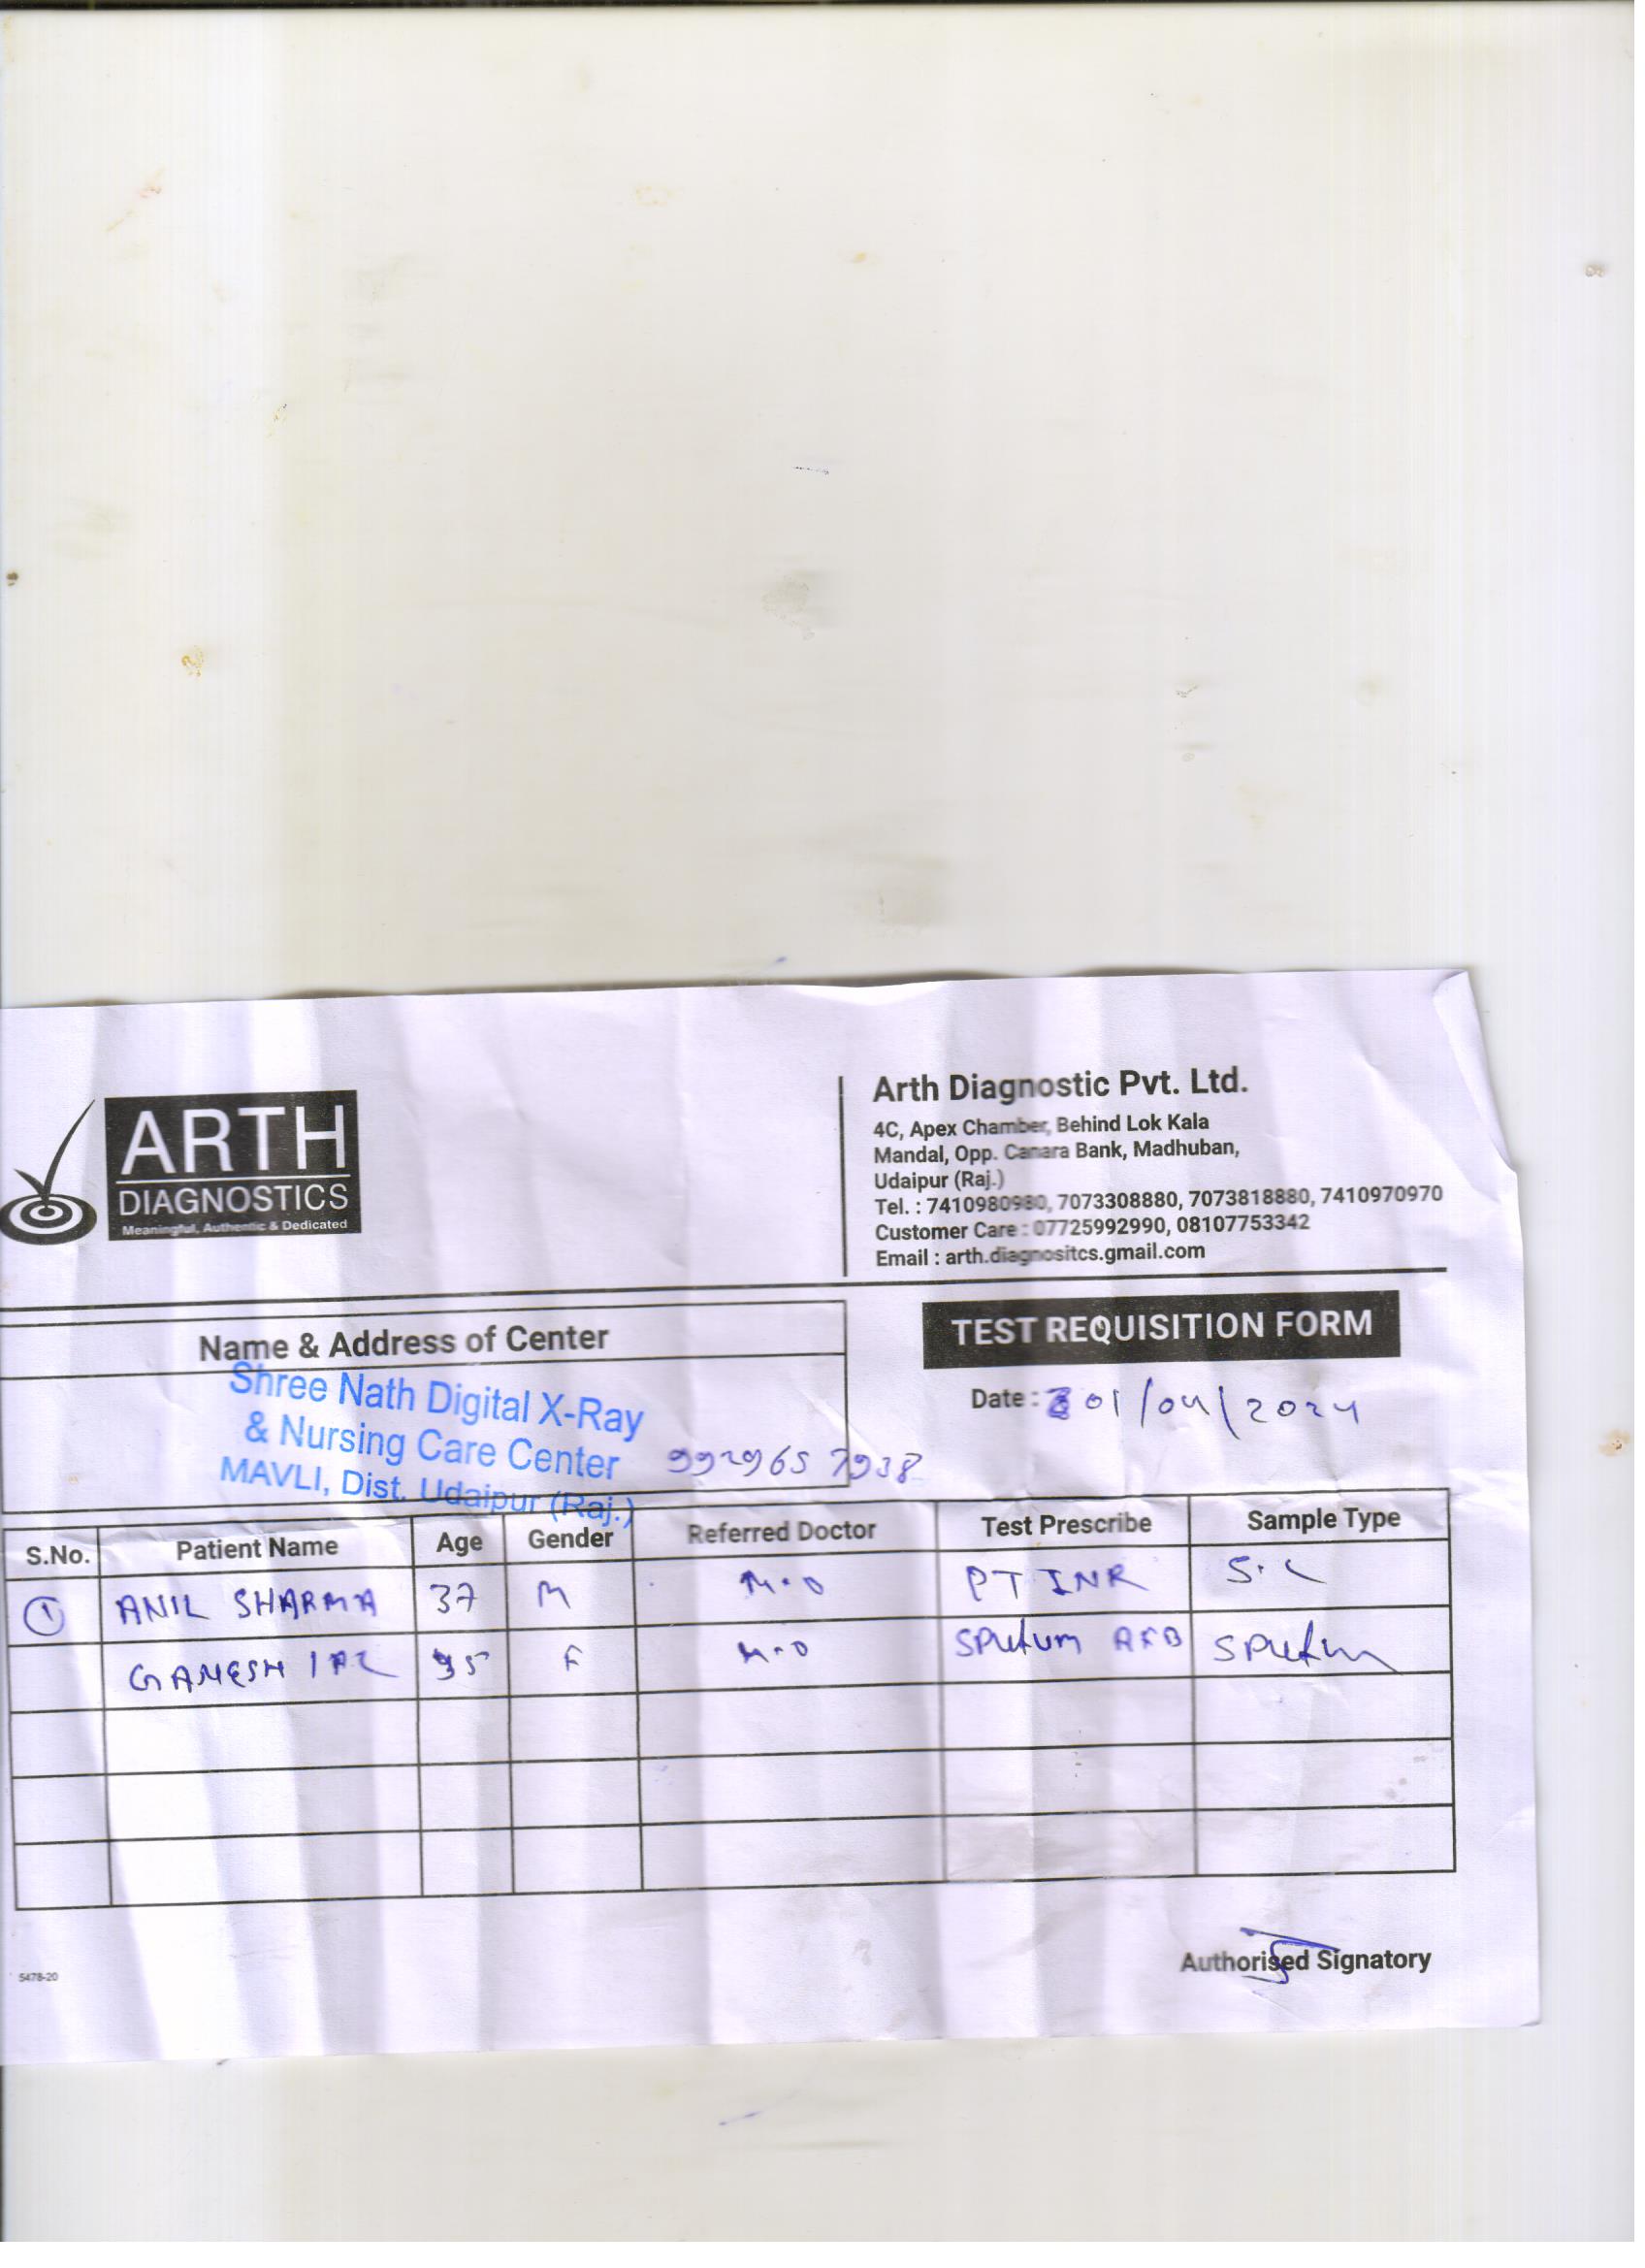 ARTH
DIAGNOSTICS
Meaningful, Authentic & Dedicated
Arth Diagnostic Pvt. Ltd.
4C, Apex Chamber, Behind Lok Kala
Mandal, Opp. Canara Bank, Madhuban,
Udaipur (Raj.)
Tel. : 7410980980, 7073308880, 7073818880, 7410970970
Customer Care : 07725992990, 08107753342
Email : arth.diagnositcs.gmail.com
Name & Address of Center
TEST REQUISITION FORM
Shree Nath Digital X-Ray
& Nursing Care Center
MAVLI, Dist. Udaipur (Raj.)
9929657938
Date : 01/04/2024
S.No. Patient Name Age Gender Referred Doctor Test Prescribe Sample Type
1 ANIL SHARMA 37 M M.O PT INR S.C
GANESH 35 F M.O SPutum AFB SPutum
Authorised Signatory
5478-20